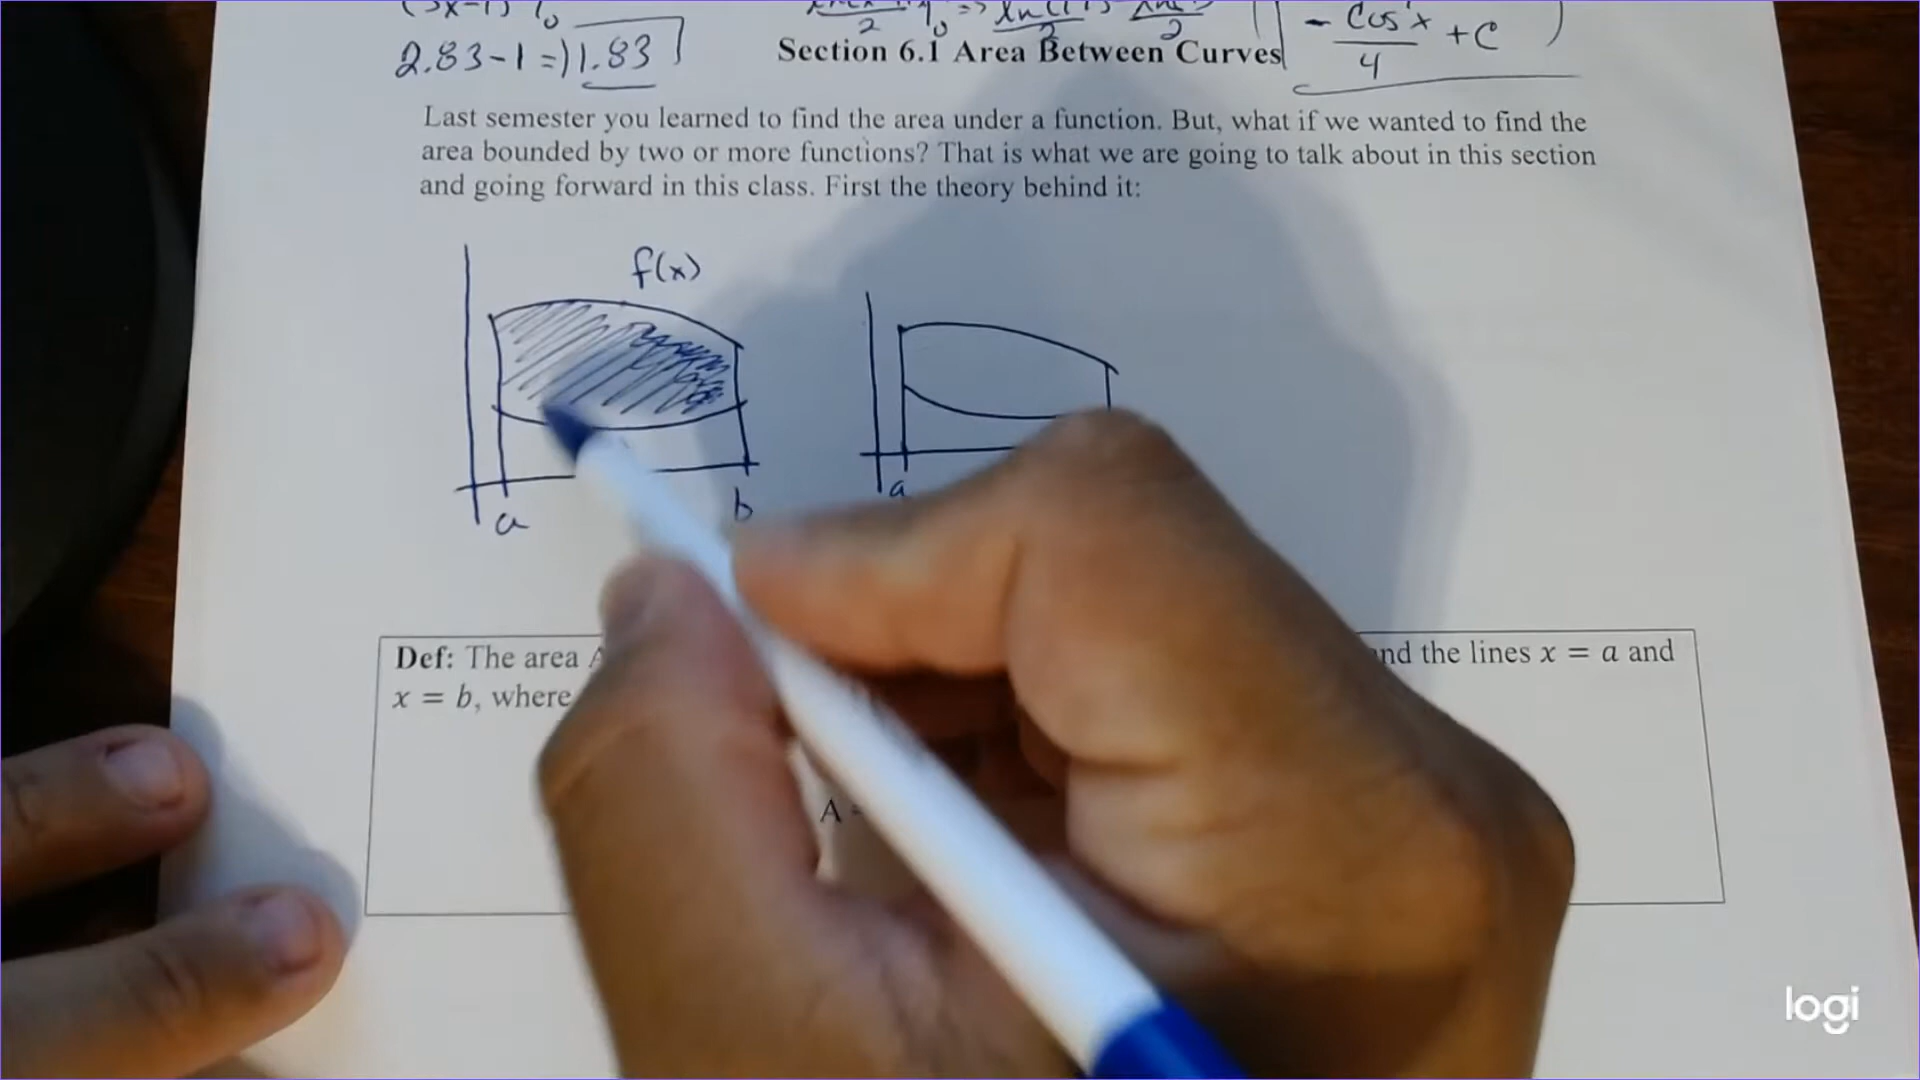 2.83-1=) 1.83
- Cos x
4 +C
Section 6.1 Area Between Curves
Last semester you learned to find the area under a function. But, what if we wanted to find the
area bounded by two or more functions? That is what we are going to talk about in this section
and going forward in this class. First the theory behind it:
f(x)
a
b
a
Def: The area
and the lines x = a and
x = b, where
A
logi